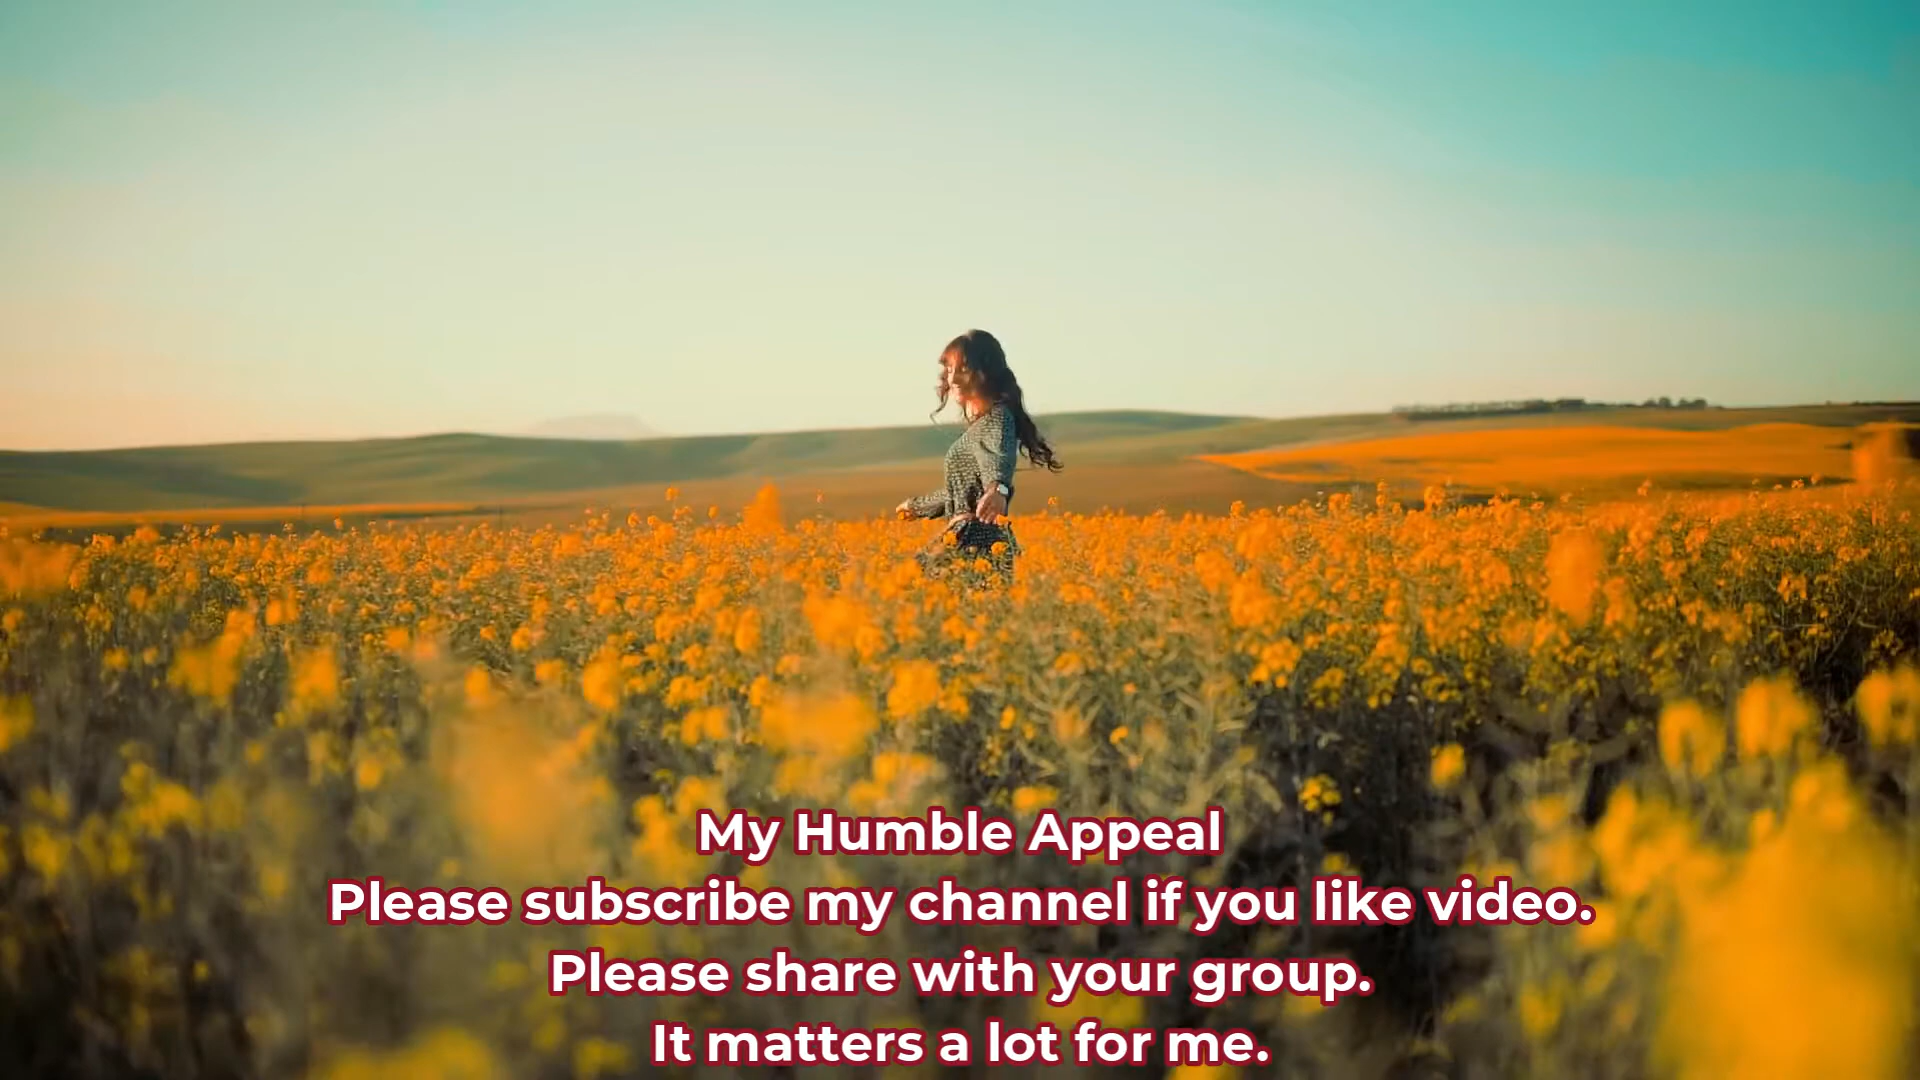 My Humble Appeal
Please subscribe my channel if you like video.
Please share with your group.
It matters a lot for me.